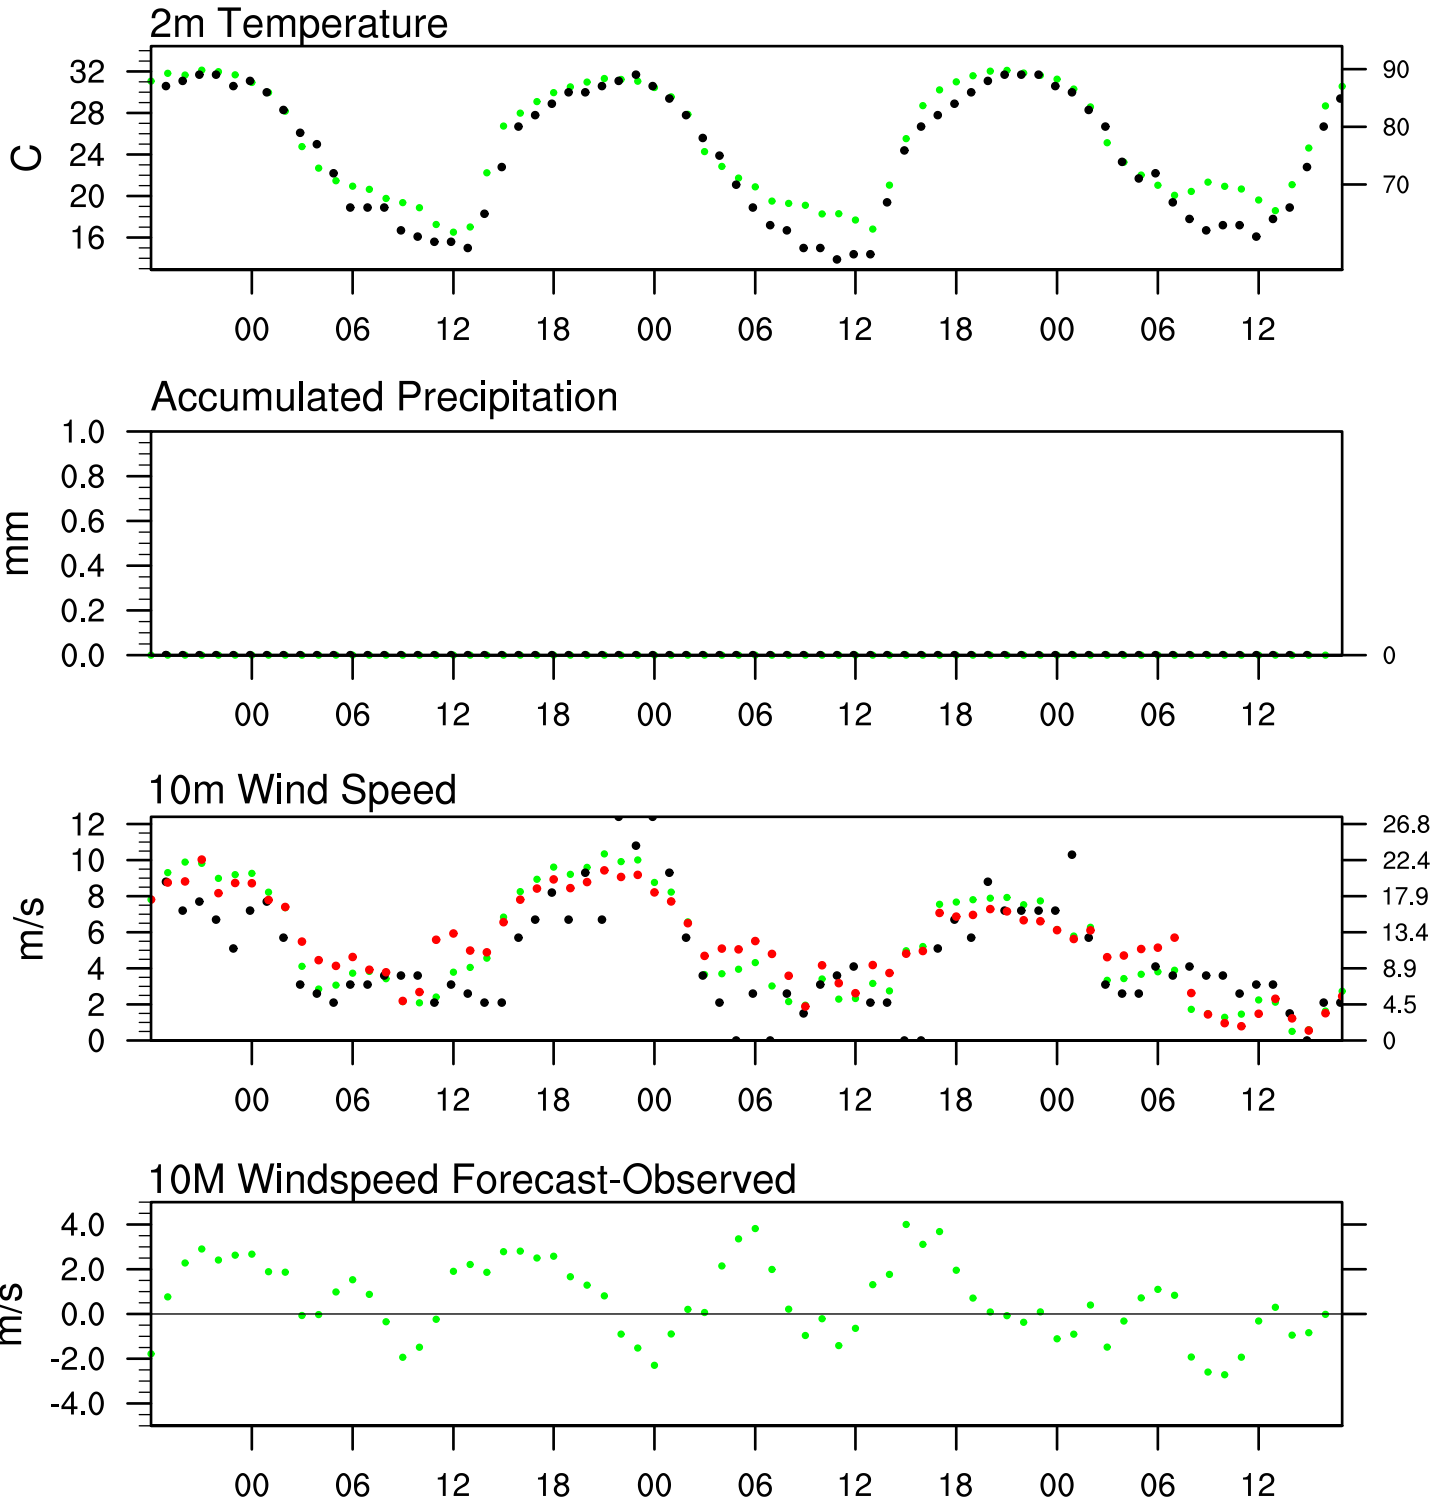 2m Temperature
32 90
28
80
C
24
20 70
16
00 06 12 18 00 06 12 18 00 06 12
Accumulated Precipitation
1.0
0.8
0.6
mm
0.4
0.2
0.0 0
00 06 12 18 00 06 12 18 00 06 12
10m Wind Speed
12 26.8
10 22.4
8 17.9
m/s
6 13.4
4 8.9
2 4.5
0 0
00 06 12 18 00 06 12 18 00 06 12
10M Windspeed Forecast-Observed
4.0
2.0
m/s
0.0
-2.0
-4.0
00 06 12 18 00 06 12 18 00 06 12